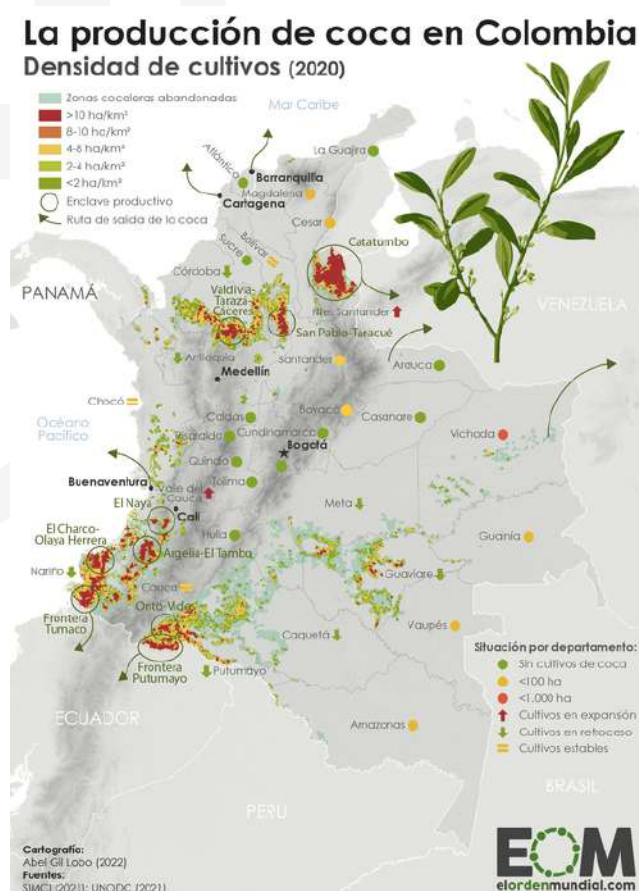 La producción de coca en Colombia
Densidad de cultivos (2020)
Zonas cocaleras abandonadas
>10 ha/km²
8-10 ha/km²
4-8 ha/km²
2-4 ha/km²
<2 ha/km²
Enclave productivo
Ruta de salida de la coca
Mar Caribe
La Guajira
Atlántico
Barranquilla
Magdalena
Cartagena
Cesar
Sucre
Bolívar
Catatumbo
Córdoba
PANAMÁ
Valdivia-
Tarazá-
Cáceres
VENEZUELA
Nte. Santander
San Pablo-Taracué
Antioquia
Santander
Arauca
Medellín
Chocó
Boyacá
Océano
Pacífico
Caldas
Casanare
Risaralda
Cundinamarca
Vichada
Bogotá
Quindío
Buenaventura
Tolima
Valle del
Cauca
Meta
El Naya
Cali
El Charco-
Olaya Herrera
Huila
Guainía
Argelia-El Tambo
Nariño
Guaviare
Cauca
Orito-Vides
Vaupés
Frontera
Tumaco
Caquetá
Frontera
Putumayo
Putumayo
Situación por departamento:
Sin cultivos de coca
<100 ha
<1.000 ha
Cultivos en expansión
Cultivos en retroceso
Cultivos estables
ECUADOR
Amazonas
BRASIL
PERU
Cartografía:
Abel Gil Lobo (2022)
Fuentes:
SIMCI (2021); UNODC (2021)
EOM
elordenmundial.com